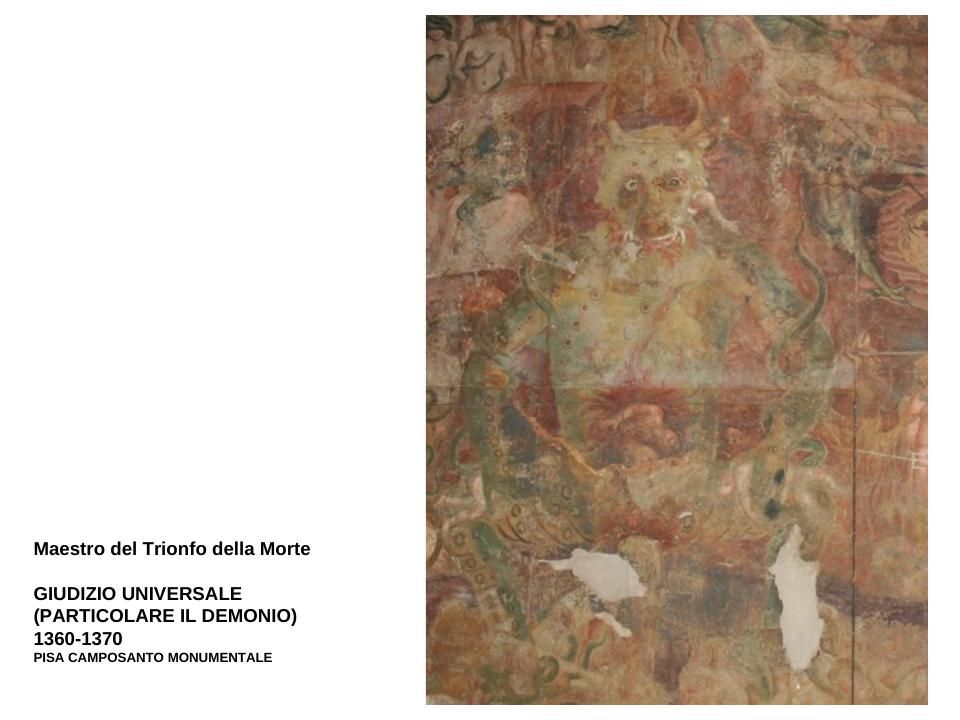 Maestro del Trionfo della Morte
GIUDIZIO UNIVERSALE
(PARTICOLARE IL DEMONIO)
1360-1370
PISA CAMPOSANTO MONUMENTALE